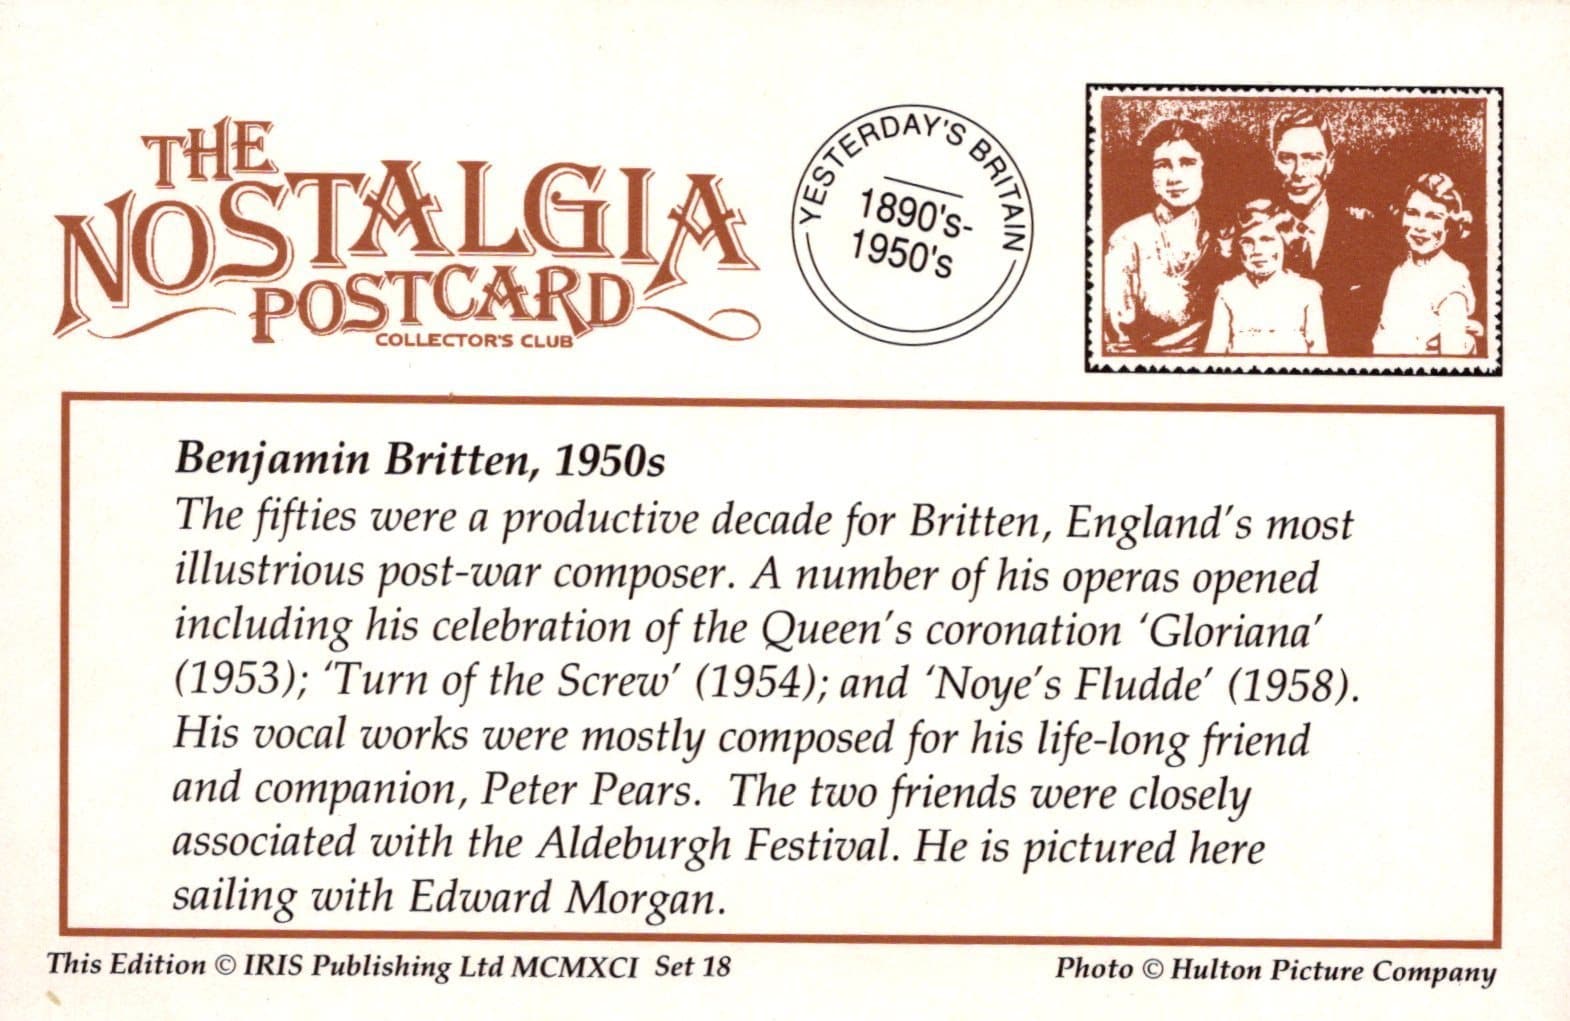 THE
NOSTALGIA
POSTCARD
COLLECTOR'S CLUB
YESTERDAY'S BRITAIN
1890's-
1950's
Benjamin Britten, 1950s
The fifties were a productive decade for Britten, England's most
illustrious post-war composer. A number of his operas opened
including his celebration of the Queen's coronation 'Gloriana'
(1953); 'Turn of the Screw' (1954); and 'Noye's Fludde' (1958).
His vocal works were mostly composed for his life-long friend
and companion, Peter Pears. The two friends were closely
associated with the Aldeburgh Festival. He is pictured here
sailing with Edward Morgan.
This Edition © IRIS Publishing Ltd MCMXCI Set 18
Photo © Hulton Picture Company